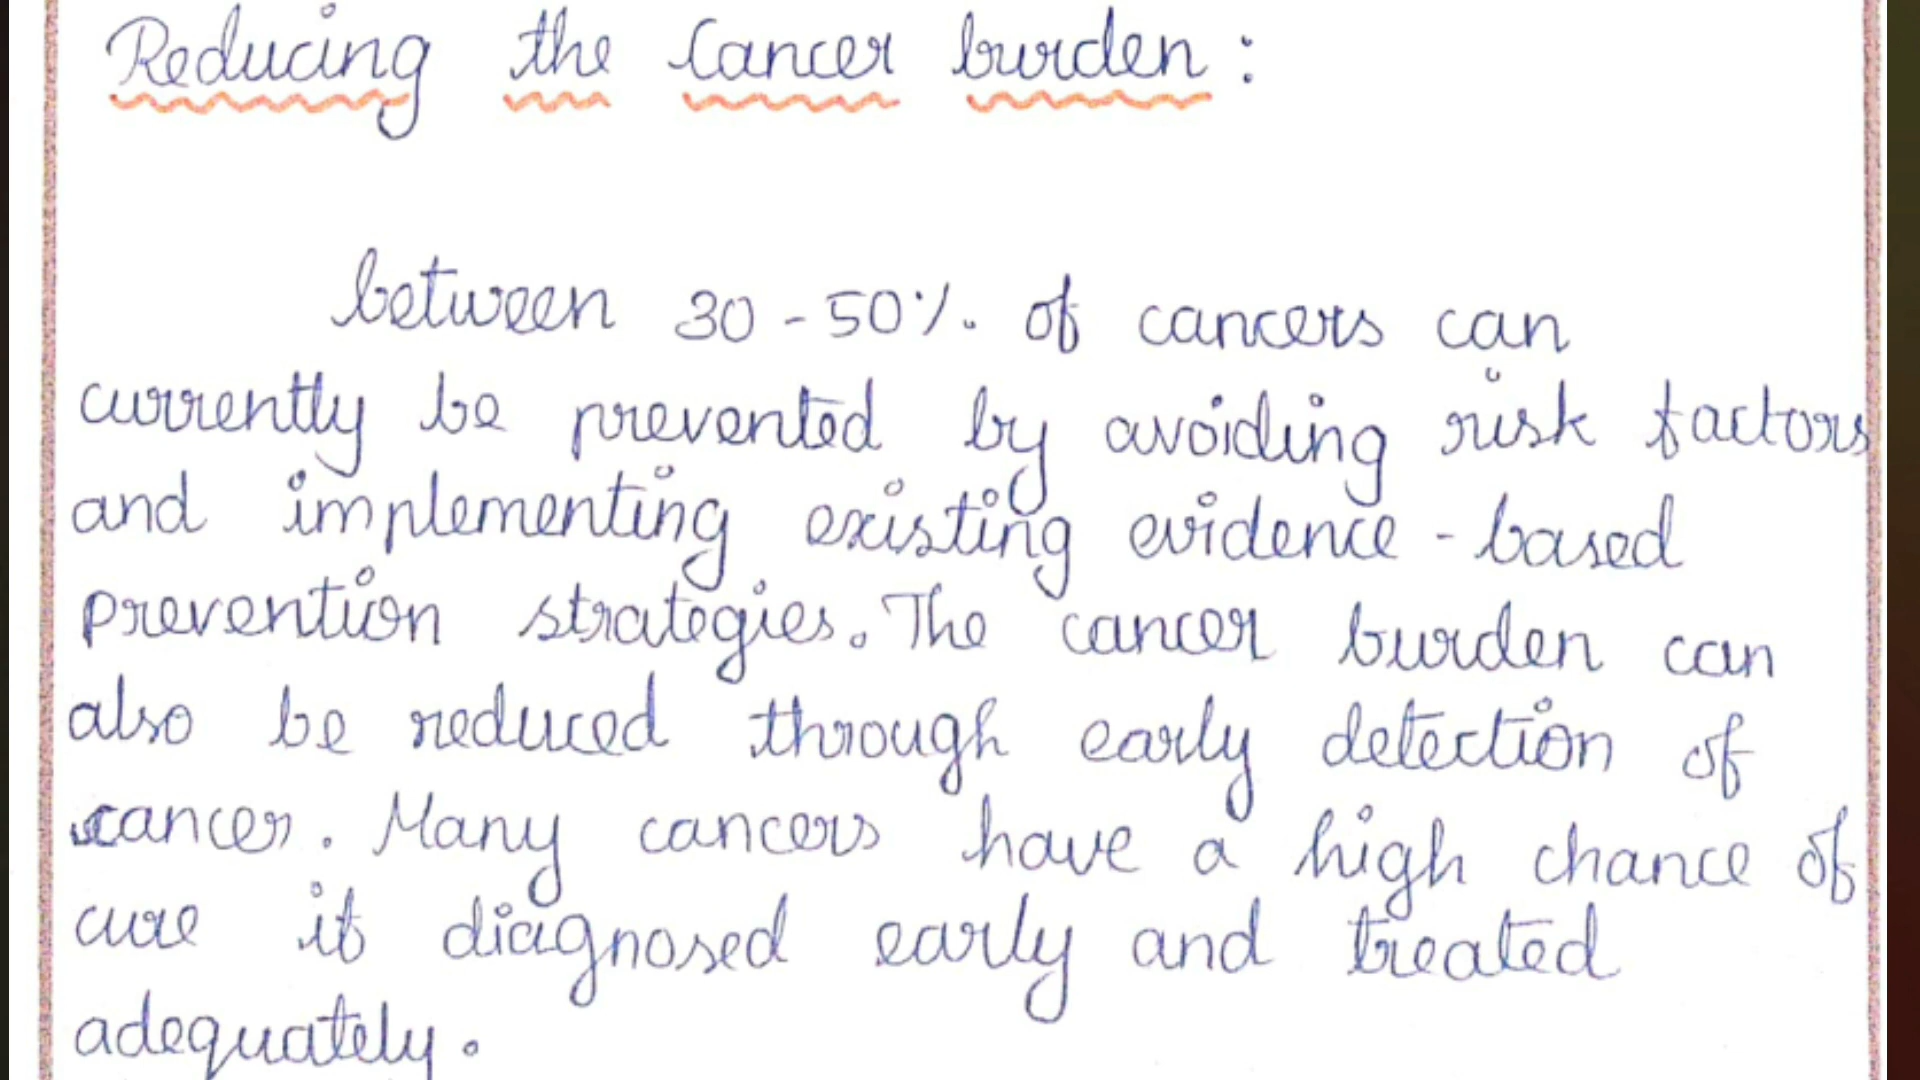 Reducing the Cancer burden :
between 30 - 50%. of cancers can
currently be prevented by avoiding risk factors
and implementing existing evidence - based
prevention strategies. The cancer burden can
also be reduced through early detection of
cancer. Many cancers have a high chance of
cure if diagnosed early and treated
adequately.